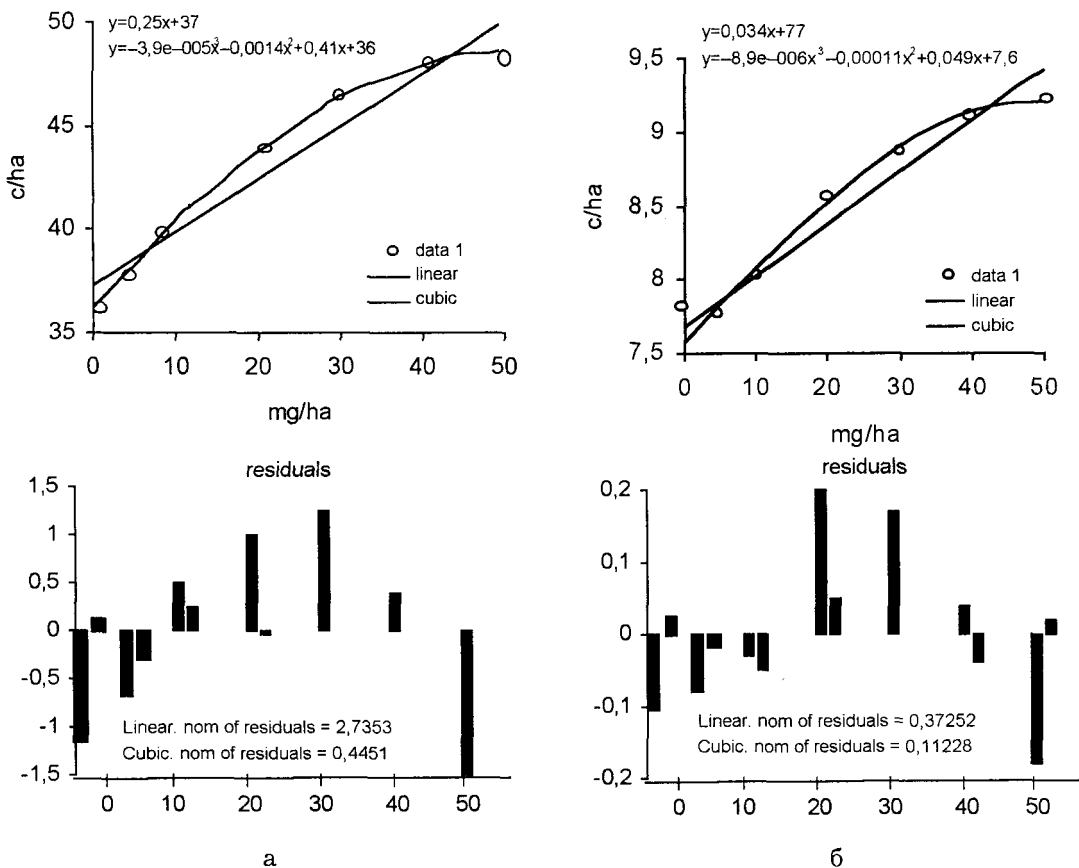 50
45
40
35
c/ha
y=0,25x+37
y=–3,9e–005x³–0,0014x²+0,41x+36
data 1
linear
cubic
0 10 20 30 40 50
mg/ha
9,5
9
8,5
8
7,5
c/ha
y=0,034x+77
y=–8,9e–006x³–0,00011x²+0,049x+7,6
data 1
linear
cubic
0 10 20 30 40 50
mg/ha
residuals
1,5
1
0,5
0
-0,5
-1
-1,5
Linear. nom of residuals = 2,7353
Cubic. nom of residuals = 0,4451
0 10 20 30 40 50
а
residuals
0,2
0,1
0
-0,1
-0,2
Linear. nom of residuals = 0,37252
Cubic. nom of residuals = 0,11228
0 10 20 30 40 50
б